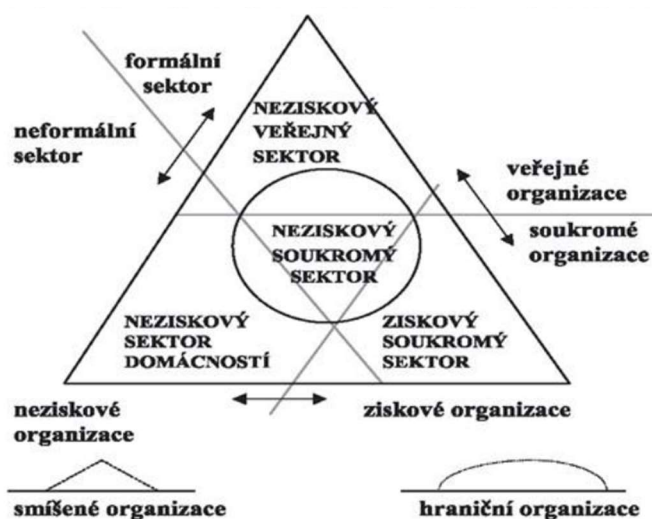 formální
sektor
neformální
sektor
NEZISKOVÝ
VEŘEJNÝ
SEKTOR
veřejné
organizace
soukromé
organizace
NEZISKOVÝ
SOUKROMÝ
SEKTOR
NEZISKOVÝ
SEKTOR
DOMÁCNOSTÍ
ZISKOVÝ
SOUKROMÝ
SEKTOR
neziskové
organizace
ziskové organizace
smíšené organizace
hraniční organizace